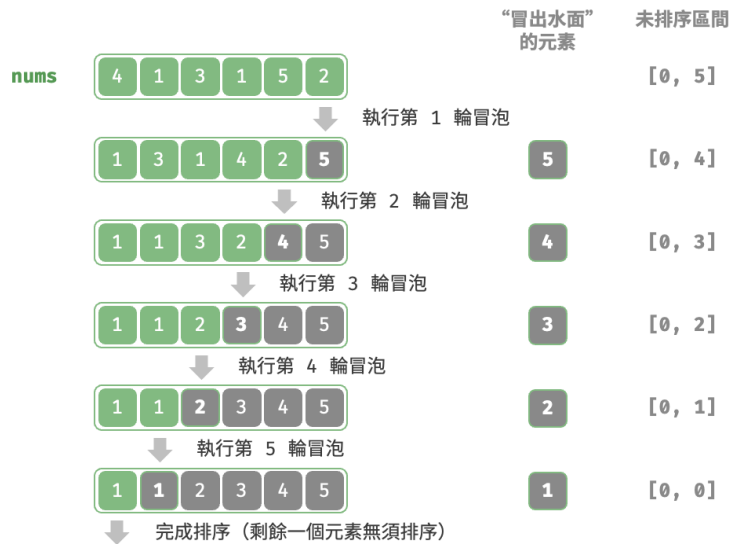 “冒出水面” 未排序區間
的元素
nums 4 1 3 1 5 2 [0, 5]
執行第 1 輪冒泡
1 3 1 4 2 5 5 [0, 4]
執行第 2 輪冒泡
1 1 3 2 4 5 4 [0, 3]
執行第 3 輪冒泡
1 1 2 3 4 5 3 [0, 2]
執行第 4 輪冒泡
1 1 2 3 4 5 2 [0, 1]
執行第 5 輪冒泡
1 1 2 3 4 5 1 [0, 0]
完成排序（剩餘一個元素無須排序）